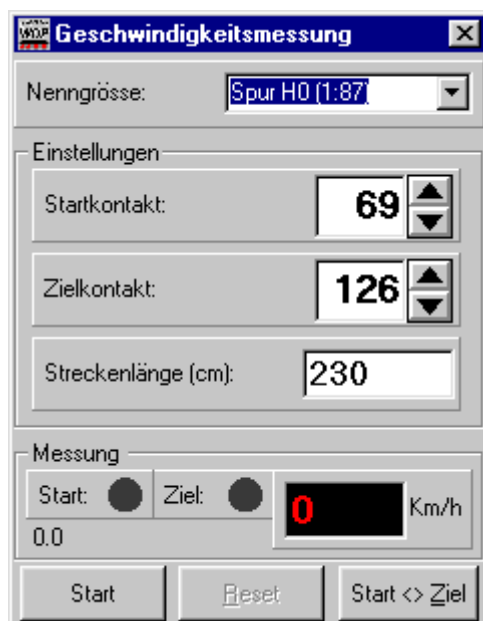 WDP Geschwindigkeitsmessung
Nenngrösse: Spur H0 (1:87)
Einstellungen
Startkontakt: 69
Zielkontakt: 126
Streckenlänge (cm): 230
Messung
Start: Ziel: 0 Km/h
0.0
Start Reset Start <> Ziel